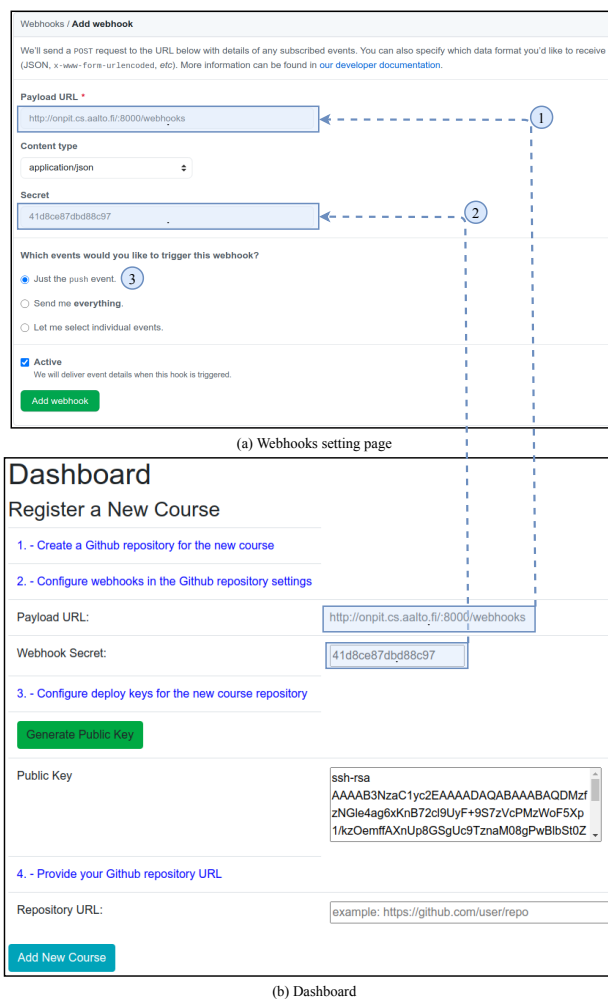 Webhooks / Add webhook
We'll send a POST request to the URL below with details of any subscribed events. You can also specify which data format you'd like to receive
(JSON, x-www-form-urlencoded, etc). More information can be found in our developer documentation.
Payload URL *
http://onpit.cs.aalto.fi/:8000/webhooks
1
Content type
application/json
Secret
41d8ce87dbd88c97
2
Which events would you like to trigger this webhook?
Just the push event.
3
Send me everything.
Let me select individual events.
Active
We will deliver event details when this hook is triggered.
Add webhook
(a) Webhooks setting page
Dashboard
Register a New Course
1. - Create a Github repository for the new course
2. - Configure webhooks in the Github repository settings
Payload URL: http://onpit.cs.aalto.fi/:8000/webhooks
Webhook Secret: 41d8ce87dbd88c97
3. - Configure deploy keys for the new course repository
Generate Public Key
Public Key
ssh-rsa
AAAAB3NzaC1yc2EAAAADAQABAAABAQDMzf
zNGle4ag6xKnB72cl9UyF+9S7zVcPMzWoF5Xp
1/kzOemffAXnUp8GSgUc9TznaM08gPwBlbSt0Z
4. - Provide your Github repository URL
Repository URL: example: https://github.com/user/repo
Add New Course
(b) Dashboard